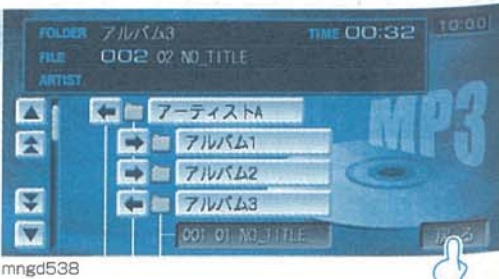 FOLDER アルバム3 TIME 00:32 10:00
FILE 002 02 NO_TITLE
ARTIST
アーティストA
アルバム1
アルバム2
アルバム3
001 01 NO_TITLE
戻る
MP3
mngd538